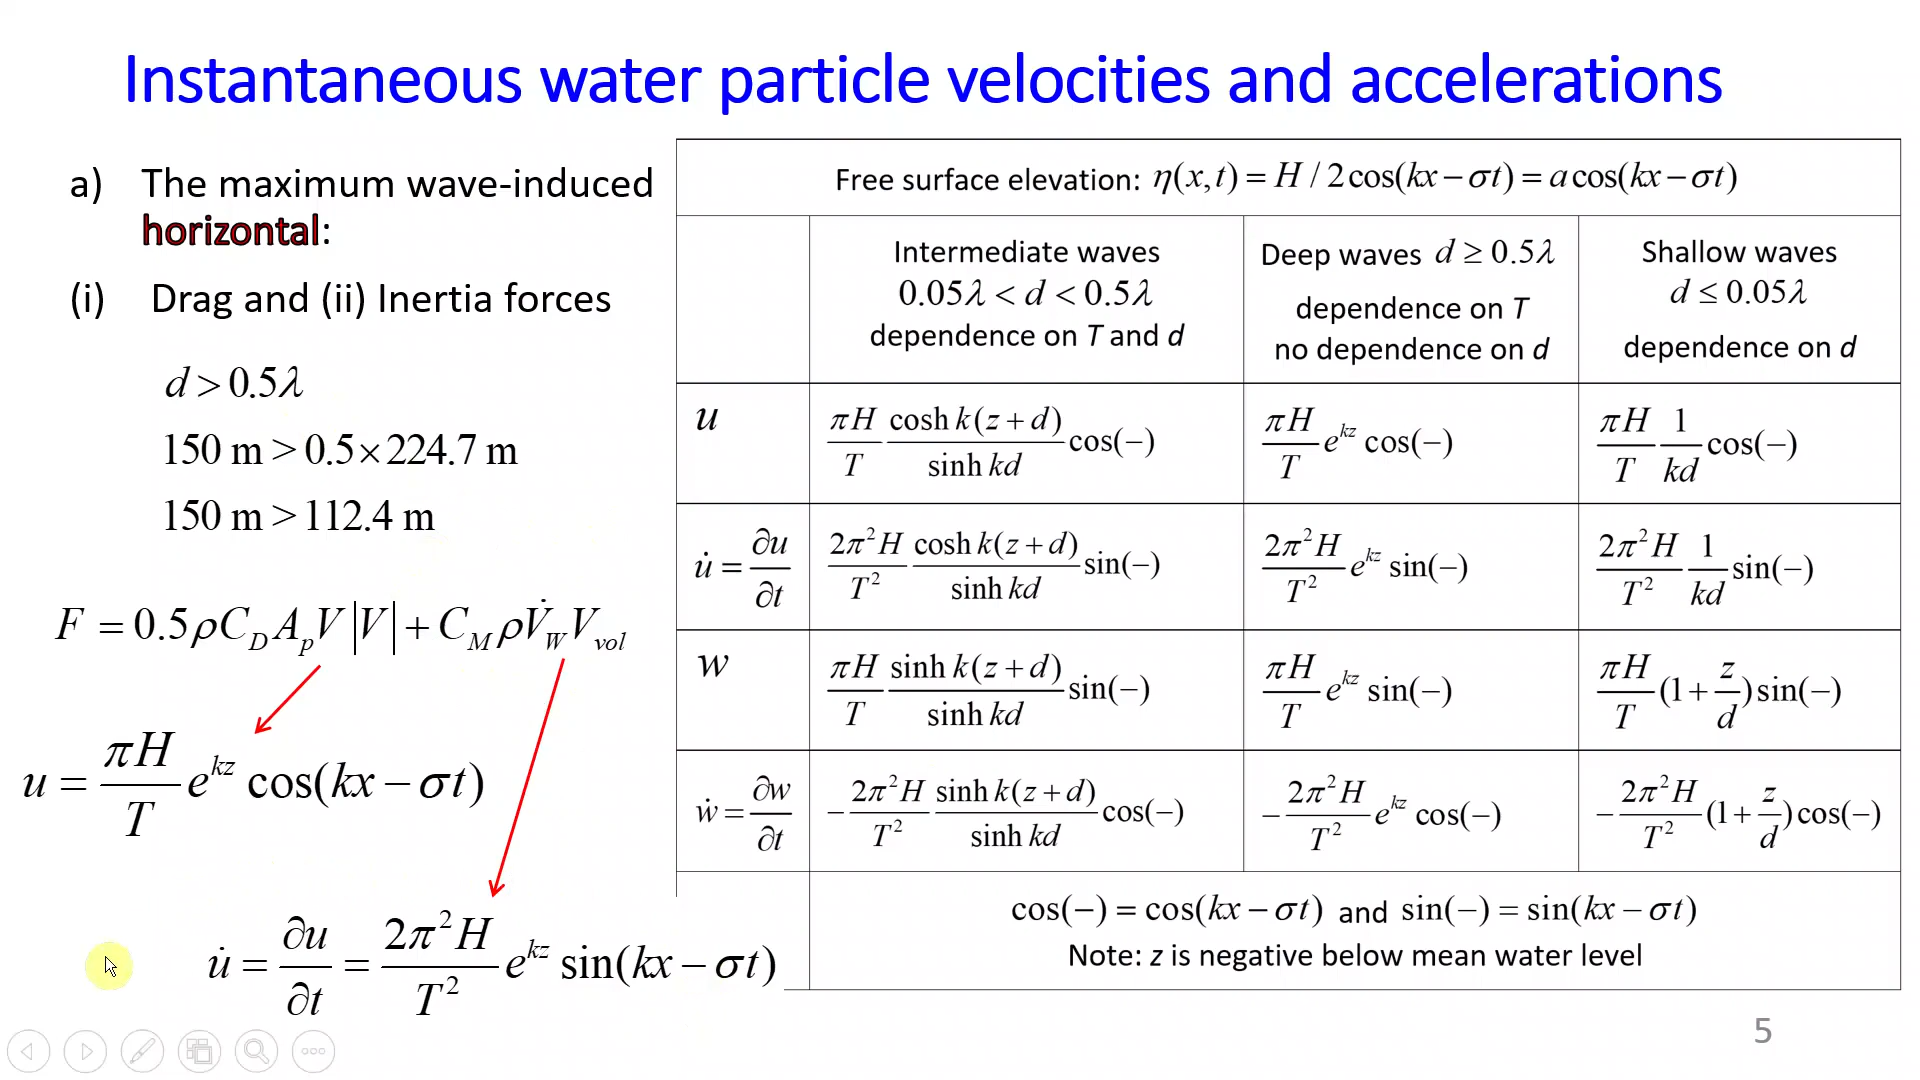 Instantaneous water particle velocities and accelerations
a) The maximum wave-induced
horizontal:
(i) Drag and (ii) Inertia forces
d > 0.5λ
150 m > 0.5×224.7 m
150 m > 112.4 m
F = 0.5ρC_D A_p V|V| + C_M ρV̇_W V_vol
u = πH/T e^{kz} cos(kx − σt)
u̇ = ∂u/∂t = 2π²H/T² e^{kz} sin(kx − σt)
Free surface elevation: η(x,t) = H / 2cos(kx − σt) = a cos(kx − σt)
Intermediate waves
0.05λ < d < 0.5λ
dependence on T and d
Deep waves d ≥ 0.5λ
dependence on T
no dependence on d
Shallow waves
d ≤ 0.05λ
dependence on d
u
πH/T cosh k(z + d)/sinh kd cos(−)
πH/T e^{kz} cos(−)
πH/T 1/kd cos(−)
u̇ = ∂u/∂t
2π²H/T² cosh k(z + d)/sinh kd sin(−)
2π²H/T² e^{kz} sin(−)
2π²H/T² 1/kd sin(−)
w
πH/T sinh k(z + d)/sinh kd sin(−)
πH/T e^{kz} sin(−)
πH/T (1 + z/d)sin(−)
ẇ = ∂w/∂t
− 2π²H/T² sinh k(z + d)/sinh kd cos(−)
− 2π²H/T² e^{kz} cos(−)
− 2π²H/T² (1 + z/d)cos(−)
cos(−) = cos(kx − σt) and sin(−) = sin(kx − σt)
Note: z is negative below mean water level
5